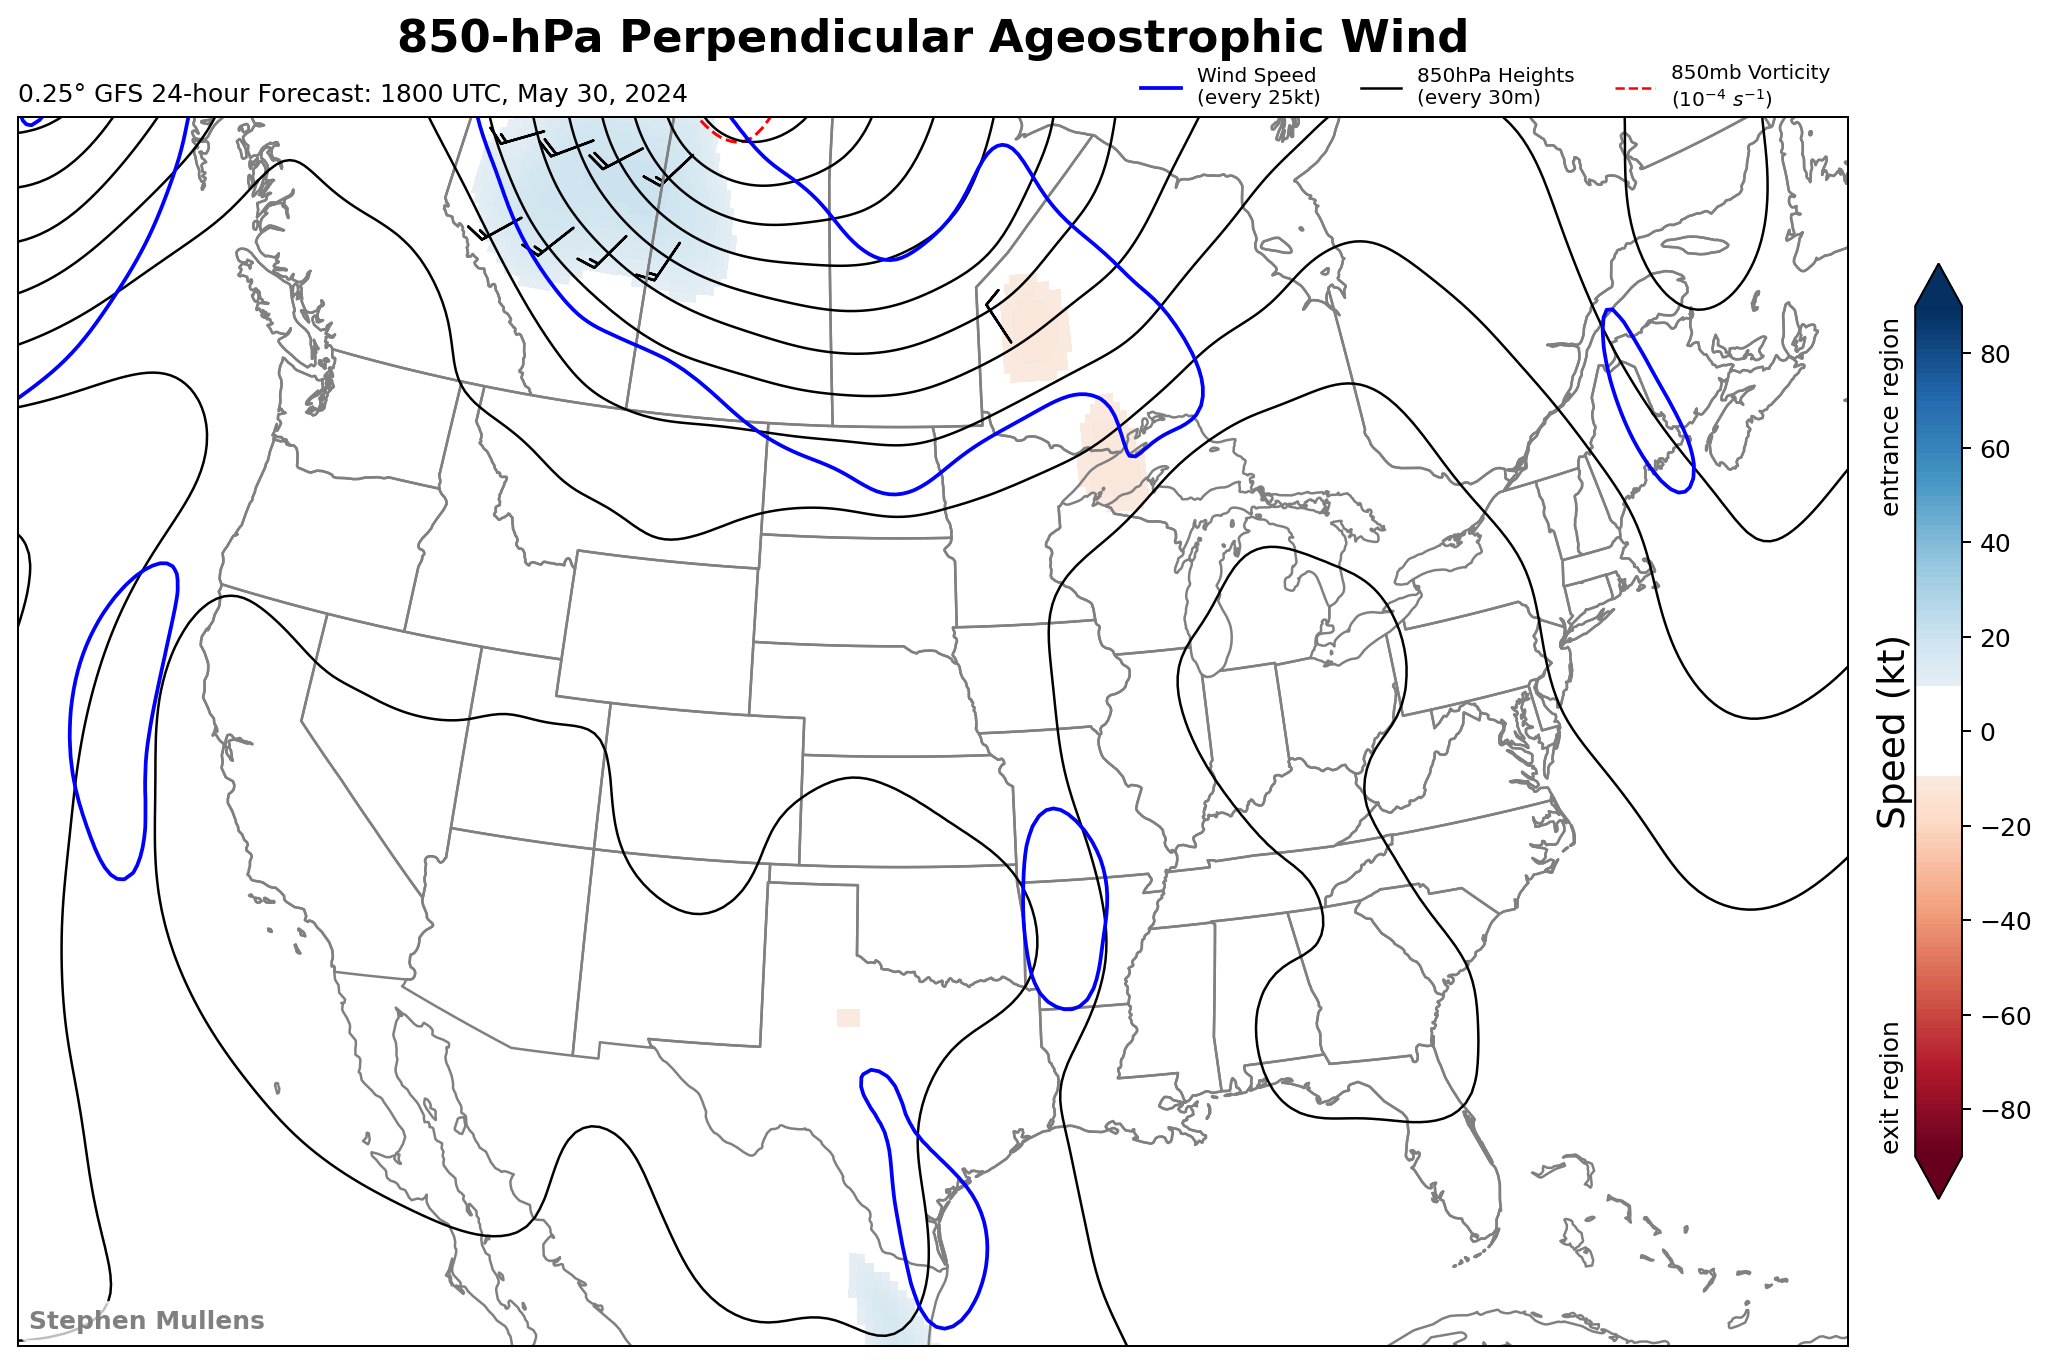 850-hPa Perpendicular Ageostrophic Wind
0.25° GFS 24-hour Forecast: 1800 UTC, May 30, 2024
Wind Speed
(every 25kt)
850hPa Heights
(every 30m)
850mb Vorticity
(10⁻⁴ s⁻¹)
entrance region
Speed (kt)
exit region
80
60
40
20
0
−20
−40
−60
−80
Stephen Mullens